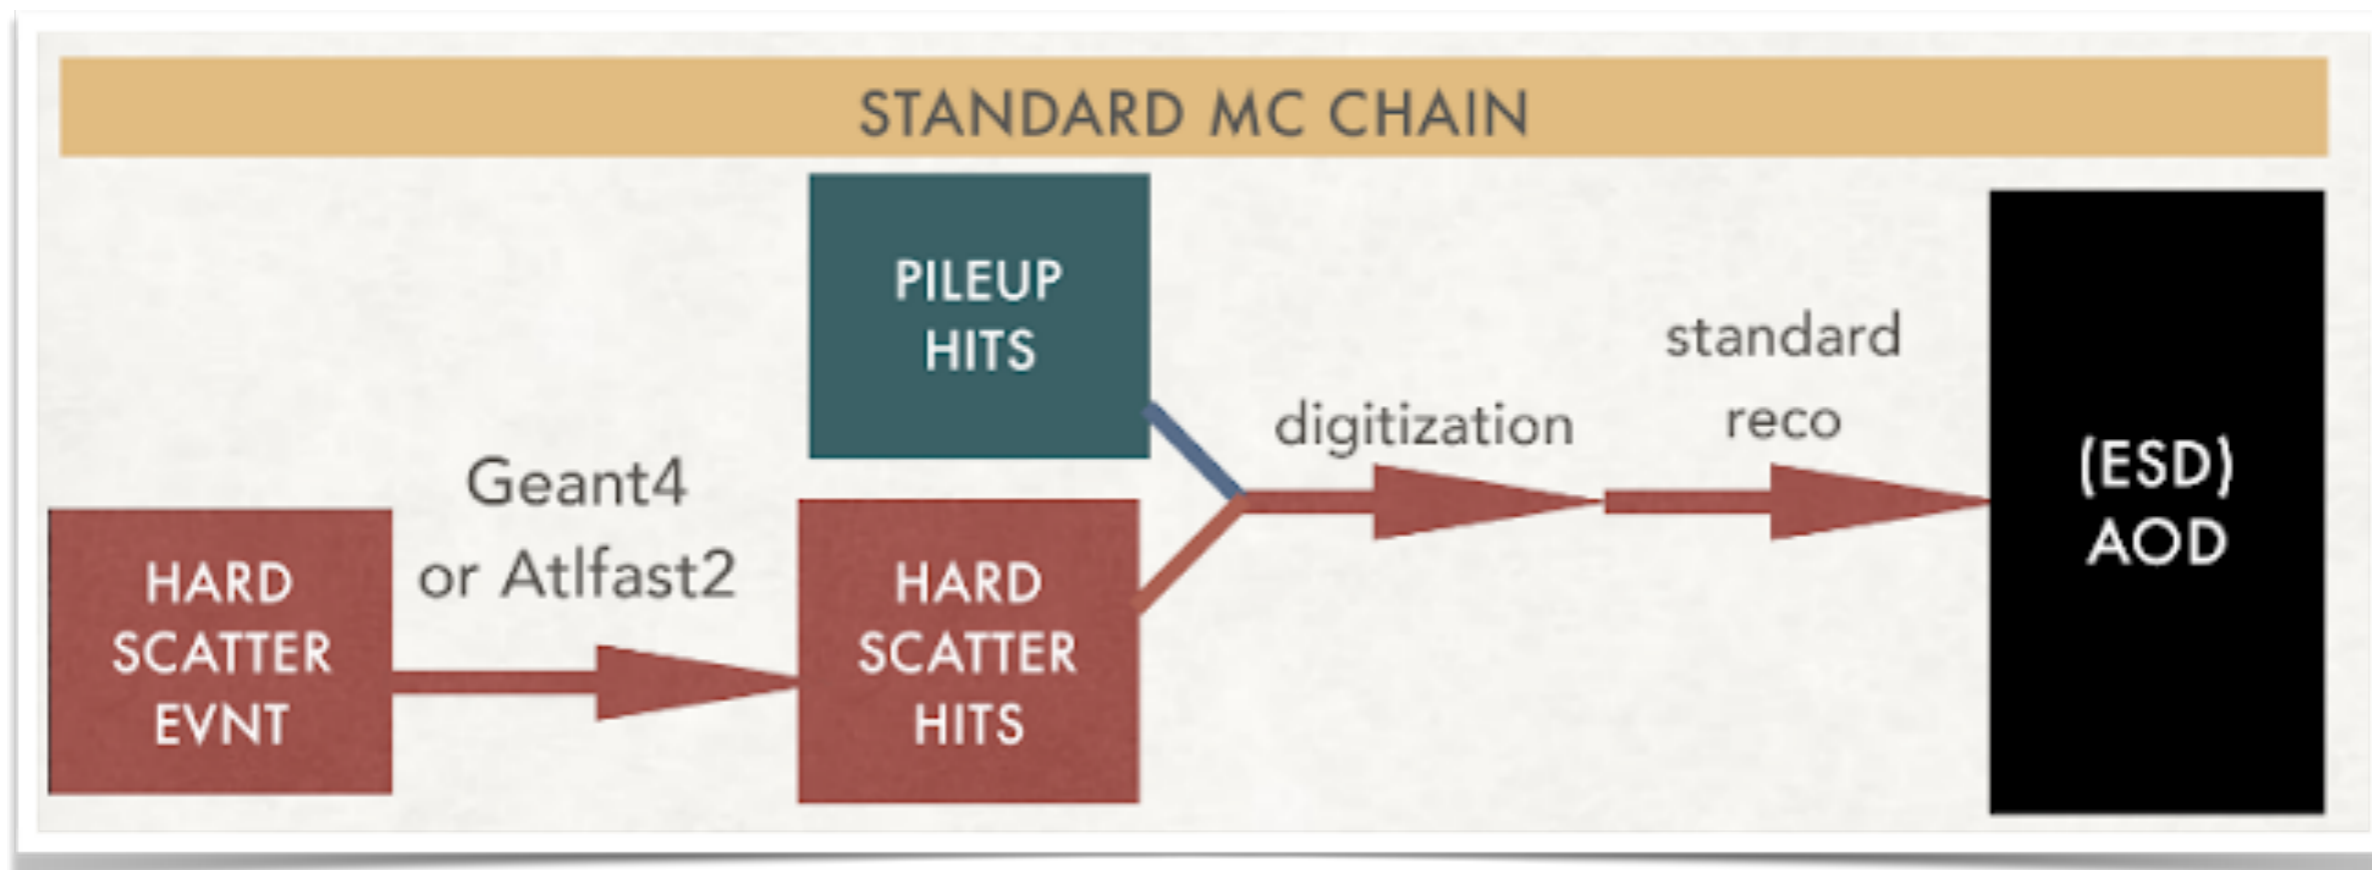 STANDARD MC CHAIN
PILEUP
HITS
HARD
SCATTER
EVNT
Geant4
or Atlfast2
HARD
SCATTER
HITS
digitization
standard
reco
(ESD)
AOD